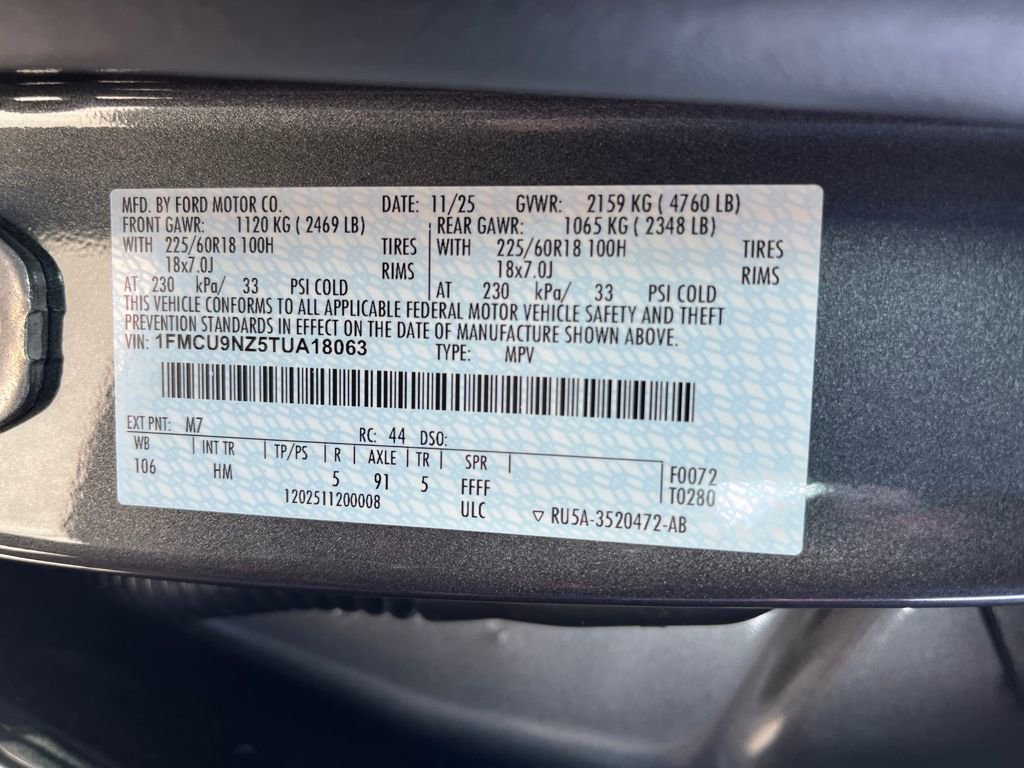 MFD. BY FORD MOTOR CO. DATE: 11/25 GVWR: 2159 KG ( 4760 LB)
FRONT GAWR: 1120 KG ( 2469 LB) REAR GAWR: 1065 KG ( 2348 LB)
WITH 225/60R18 100H TIRES WITH 225/60R18 100H TIRES
18x7.0J RIMS 18x7.0J RIMS
AT 230 kPa/ 33 PSI COLD AT 230 kPa/ 33 PSI COLD
THIS VEHICLE CONFORMS TO ALL APPLICABLE FEDERAL MOTOR VEHICLE SAFETY AND THEFT
PREVENTION STANDARDS IN EFFECT ON THE DATE OF MANUFACTURE SHOWN ABOVE.
VIN: 1FMCU9NZ5TUA18063 TYPE: MPV
EXT PNT: M7 RC: 44 DSO:
WB INT TR TP/PS R AXLE TR SPR F0072
106 HM 5 91 5 FFFF T0280
1202511200008 ULC ▽ RU5A-3520472-AB